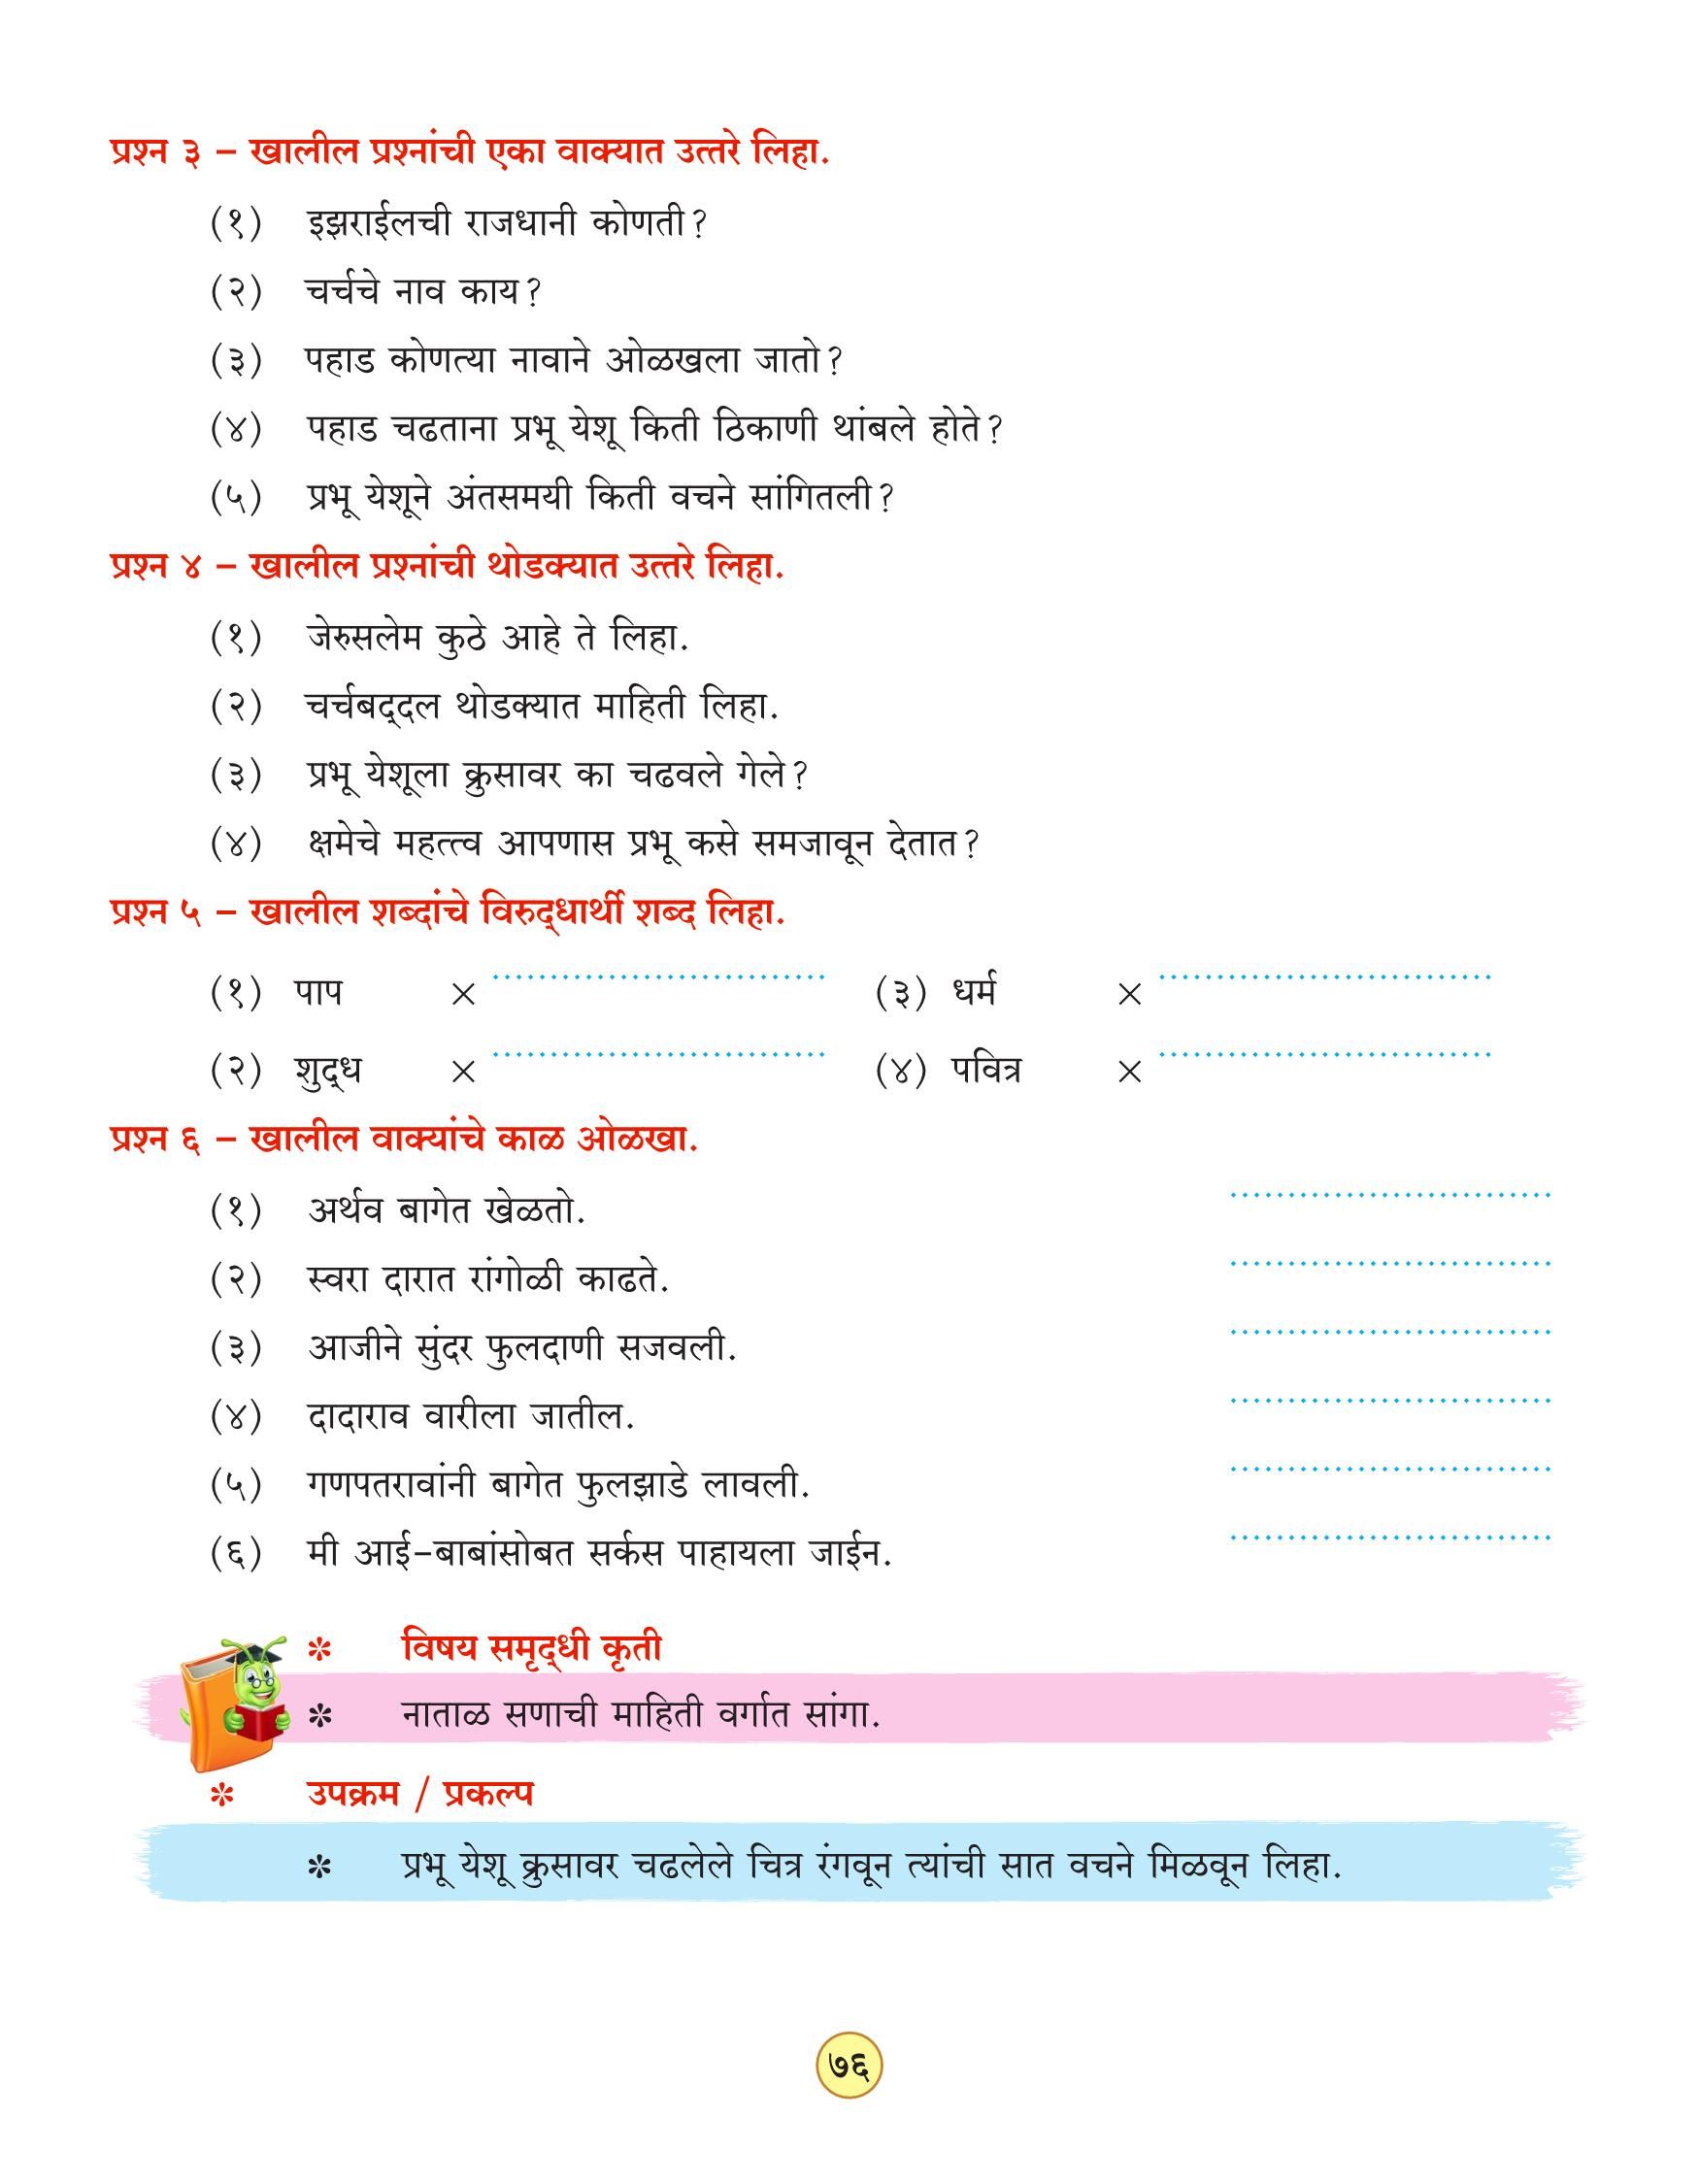 प्रश्न ३ – खालील प्रश्नांची एका वाक्यात उत्तरे लिहा.
(१) इझराईलची राजधानी कोणती?
(२) चर्चचे नाव काय?
(३) पहाड कोणत्या नावाने ओळखला जातो?
(४) पहाड चढताना प्रभू येशू किती ठिकाणी थांबले होते?
(५) प्रभू येशूने अंतसमयी किती वचने सांगितली?
प्रश्न ४ – खालील प्रश्नांची थोडक्यात उत्तरे लिहा.
(१) जेरुसलेम कुठे आहे ते लिहा.
(२) चर्चबद्दल थोडक्यात माहिती लिहा.
(३) प्रभू येशूला क्रुसावर का चढवले गेले?
(४) क्षमेचे महत्त्व आपणास प्रभू कसे समजावून देतात?
प्रश्न ५ – खालील शब्दांचे विरुद्धार्थी शब्द लिहा.
(१) पाप × ............................ (३) धर्म × ............................
(२) शुद्ध × ............................ (४) पवित्र × ............................
प्रश्न ६ – खालील वाक्यांचे काळ ओळखा.
(१) अर्थव बागेत खेळतो. ............................
(२) स्वरा दारात रांगोळी काढते. ............................
(३) आजीने सुंदर फुलदाणी सजवली. ............................
(४) दादाराव वारीला जातील. ............................
(५) गणपतरावांनी बागेत फुलझाडे लावली. ............................
(६) मी आई-बाबांसोबत सर्कस पाहायला जाईन. ............................
* विषय समृद्धी कृती
* नाताळ सणाची माहिती वर्गात सांगा.
* उपक्रम / प्रकल्प
* प्रभू येशू क्रुसावर चढलेले चित्र रंगवून त्यांची सात वचने मिळवून लिहा.
७६